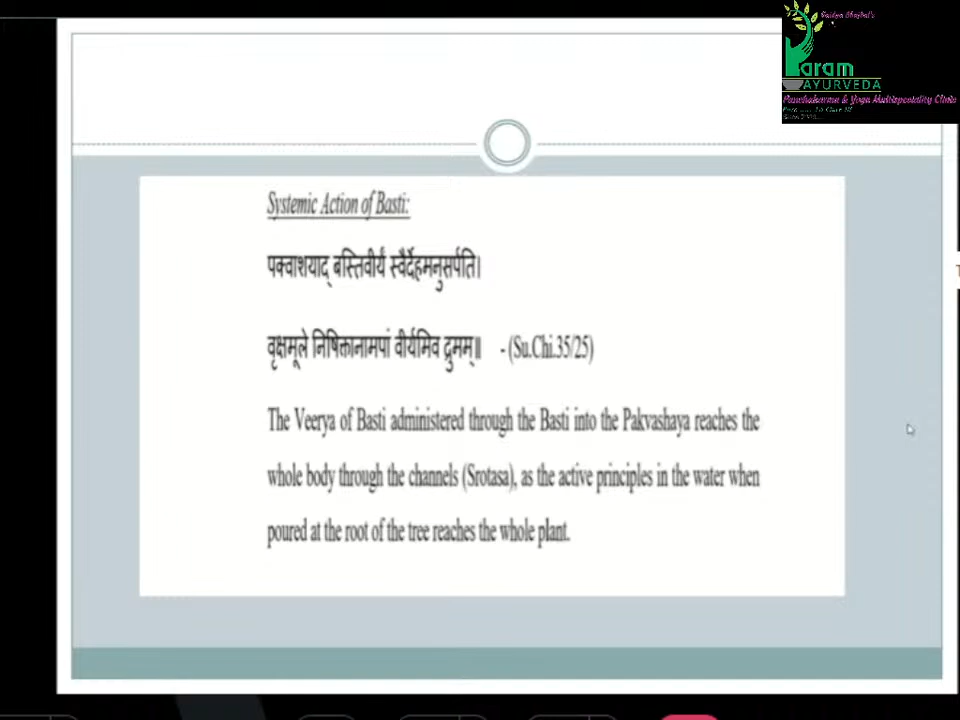 Vaidya Bhajbal's
Param
AYURVEDA
Panchakarma & Yoga Multispeciality Clinic
Systemic Action of Basti:
पक्वाशयाद् बस्तिवीर्यं स्वैर्देहमनुसर्पति।
वृक्षमूले निषिक्तानामपां वीर्यमिव द्रुमम्॥ - (Su.Chi.35/25)
The Veerya of Basti administered through the Basti into the Pakvashaya reaches the
whole body through the channels (Srotasa), as the active principles in the water when
poured at the root of the tree reaches the whole plant.